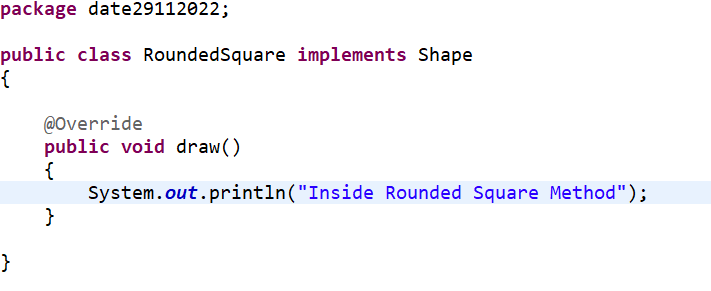 package date29112022;
public class RoundedSquare implements Shape
{
@Override
public void draw()
{
System.out.println("Inside Rounded Square Method");
}
}